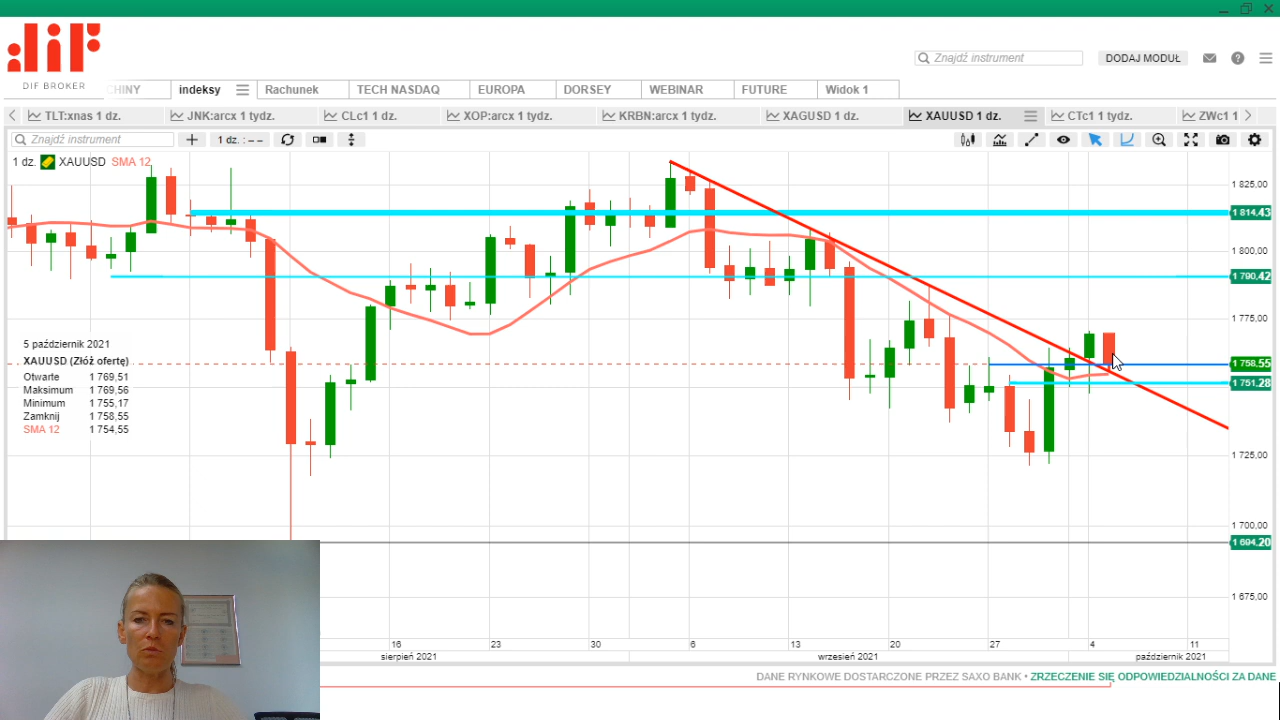 dif
DIF BROKER
Znajdź instrument
DODAJ MODUŁ
?
CHINY
indeksy
Rachunek
TECH NASDAQ
EUROPA
DORSEY
WEBINAR
FUTURE
Widok 1
TLT:xnas 1 dz.
JNK:arcx 1 tydz.
CLc1 1 dz.
XOP:arcx 1 tydz.
KRBN:arcx 1 tydz.
XAGUSD 1 dz.
XAUUSD 1 dz.
CTc1 1 tydz.
ZWc1 1
Znajdź instrument
1 dz. : – –
1 dz. XAUUSD SMA 12
1 825,00
1 814,43
1 800,00
1 790,42
1 775,00
1 758,55
1 751,28
1 725,00
1 700,00
1 694,20
1 675,00
5 październik 2021
XAUUSD (Złóż ofertę)
Otwarte 1 769,51
Maksimum 1 769,56
Minimum 1 755,17
Zamknij 1 758,55
SMA 12 1 754,55
16 23 30 6 13 20 27 4 11
sierpień 2021 wrzesień 2021 październik 2021
DANE RYNKOWE DOSTARCZONE PRZEZ SAXO BANK • ZRZECZENIE SIĘ ODPOWIEDZIALNOŚCI ZA DANE